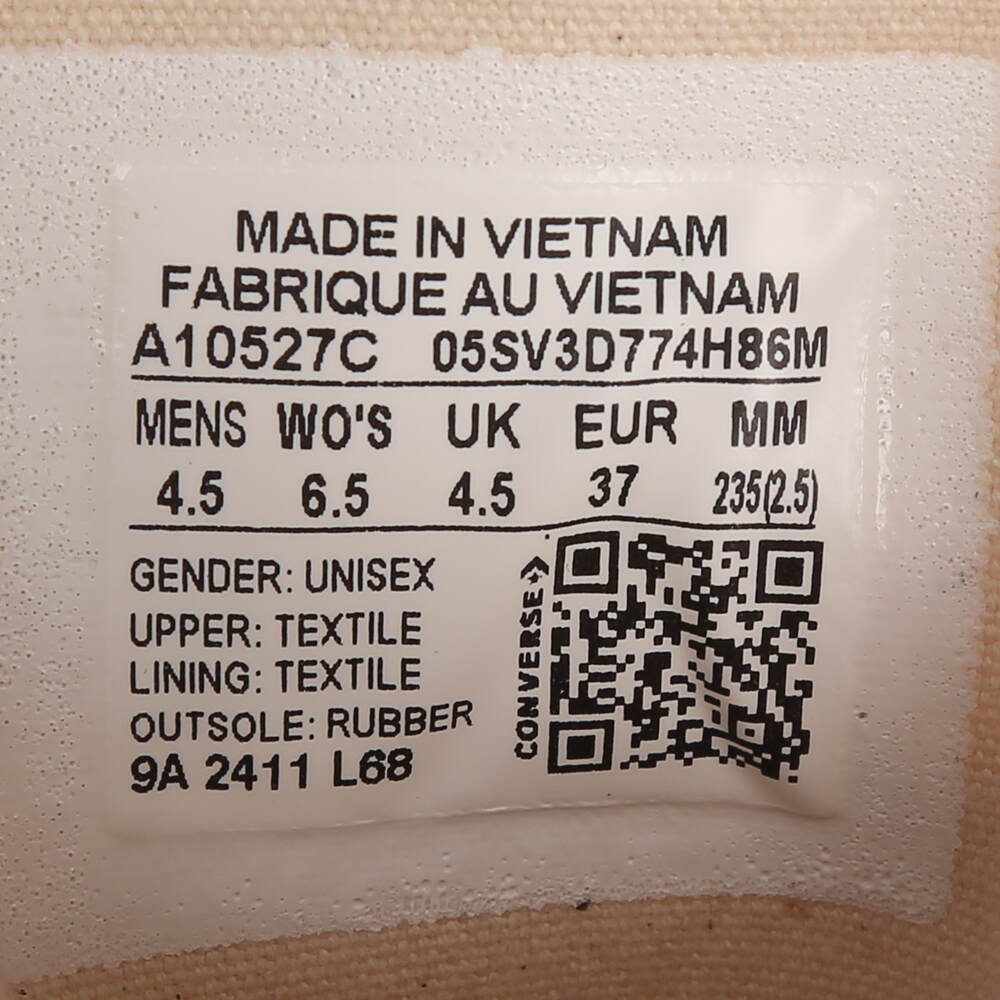 MADE IN VIETNAM
FABRIQUE AU VIETNAM
A10527C 05SV3D774H86M
MENS WO'S UK EUR MM
4.5 6.5 4.5 37 235(2.5)
GENDER: UNISEX
UPPER: TEXTILE
LINING: TEXTILE
OUTSOLE: RUBBER
9A 2411 L68
CONVERSE